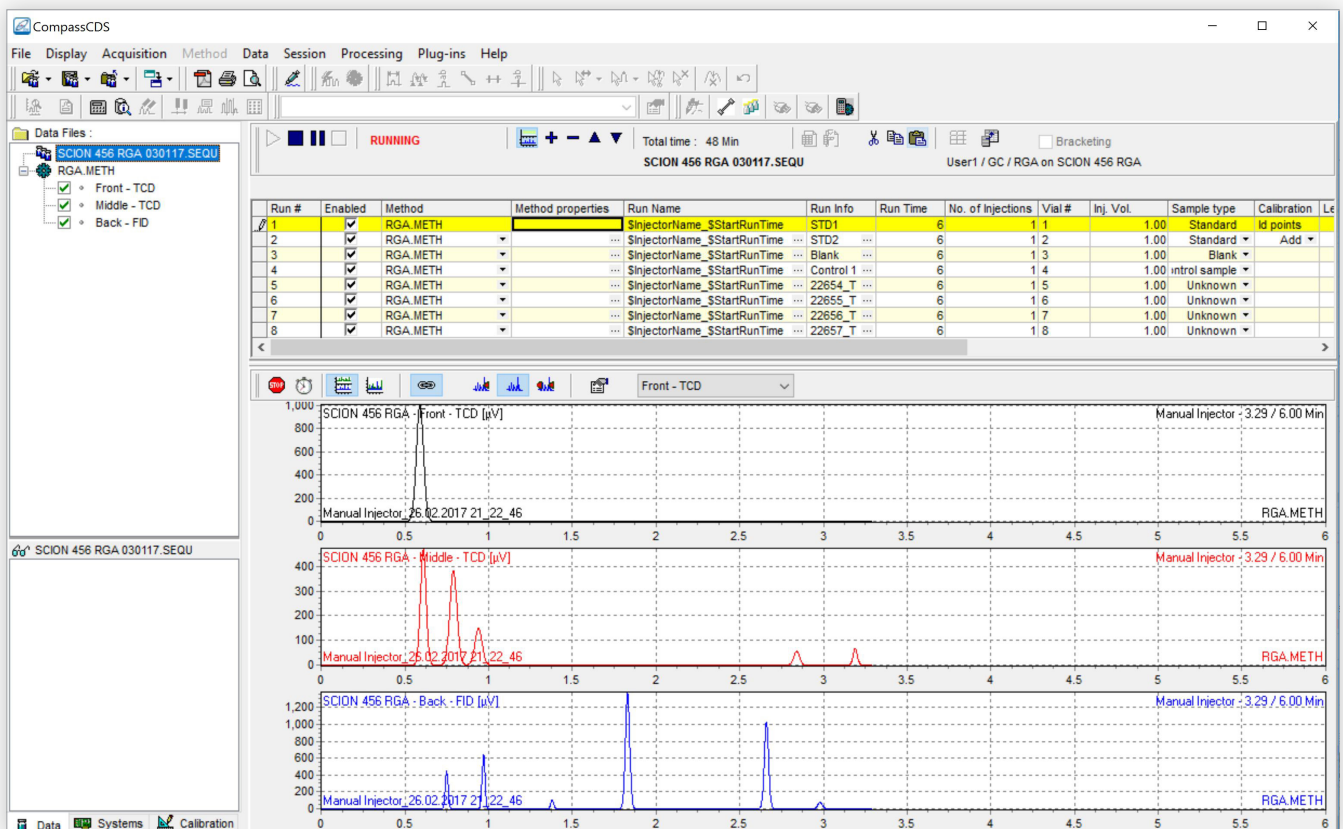 CompassCDS
File Display Acquisition Method Data Session Processing Plug-ins Help
Data Files :
SCION 456 RGA 030117.SEQU
RGA.METH
Front - TCD
Middle - TCD
Back - FID
SCION 456 RGA 030117.SEQU
Data Systems Calibration
RUNNING
Total time : 48 Min
Bracketing
SCION 456 RGA 030117.SEQU
User1 / GC / RGA on SCION 456 RGA
Run # Enabled Method Method properties Run Name Run Info Run Time No. of Injections Vial # Inj. Vol. Sample type Calibration Le
1 RGA.METH $InjectorName_$StartRunTime STD1 6 1 1 1.00 Standard ld points
2 RGA.METH ... $InjectorName_$StartRunTime ... STD2 ... 6 1 2 1.00 Standard Add
3 RGA.METH ... $InjectorName_$StartRunTime ... Blank ... 6 1 3 1.00 Blank
4 RGA.METH ... $InjectorName_$StartRunTime ... Control 1 ... 6 1 4 1.00 ntrol sample
5 RGA.METH ... $InjectorName_$StartRunTime ... 22654_T ... 6 1 5 1.00 Unknown
6 RGA.METH ... $InjectorName_$StartRunTime ... 22655_T ... 6 1 6 1.00 Unknown
7 RGA.METH ... $InjectorName_$StartRunTime ... 22656_T ... 6 1 7 1.00 Unknown
8 RGA.METH ... $InjectorName_$StartRunTime ... 22657_T ... 6 1 8 1.00 Unknown
STOP
Front - TCD
SCION 456 RGA - Front - TCD [µV] Manual Injector - 3.29 / 6.00 Min
1,000
800
600
400
200
0
Manual Injector_26.02.2017 21_22_46 RGA.METH
0 0.5 1 1.5 2 2.5 3 3.5 4 4.5 5 5.5 6
SCION 456 RGA - Middle - TCD [µV] Manual Injector - 3.29 / 6.00 Min
400
300
200
100
0
Manual Injector_26.02.2017 21_22_46 RGA.METH
0 0.5 1 1.5 2 2.5 3 3.5 4 4.5 5 5.5 6
SCION 456 RGA - Back - FID [µV] Manual Injector - 3.29 / 6.00 Min
1,200
1,000
800
600
400
200
0
Manual Injector_26.02.2017 21_22_46 RGA.METH
0 0.5 1 1.5 2 2.5 3 3.5 4 4.5 5 5.5 6